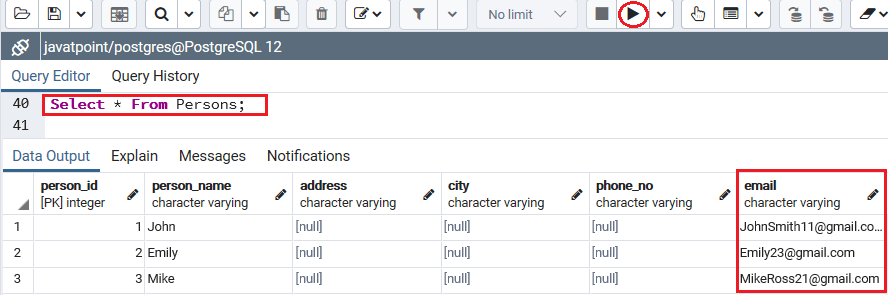 No limit
javatpoint/postgres@PostgreSQL 12
Query Editor Query History
40 Select * From Persons;
41
Data Output Explain Messages Notifications
person_id person_name address city phone_no email
[PK] integer character varying character varying character varying character varying character varying
1 1 John [null] [null] [null] JohnSmith11@gmail.co...
2 2 Emily [null] [null] [null] Emily23@gmail.com
3 3 Mike [null] [null] [null] MikeRoss21@gmail.com